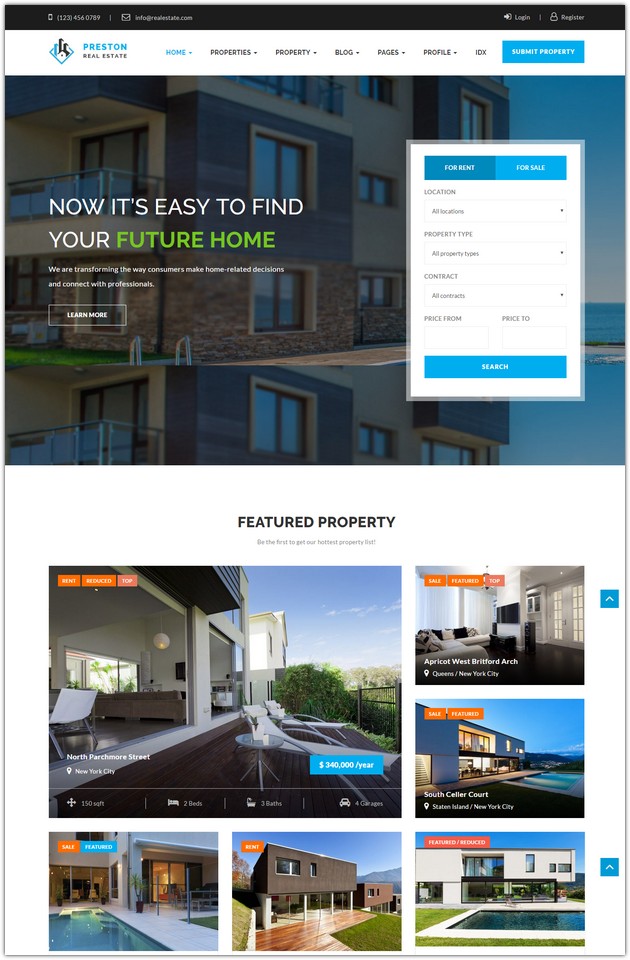 (123) 456 0789 | info@realestate.com
Login | Register
PRESTON
REAL ESTATE
HOME PROPERTIES PROPERTY BLOG PAGES PROFILE IDX SUBMIT PROPERTY
NOW IT'S EASY TO FIND
YOUR FUTURE HOME
We are transforming the way consumers make home-related decisions
and connect with professionals.
LEARN MORE
FOR RENT FOR SALE
LOCATION
All locations
PROPERTY TYPE
All property types
CONTRACT
All contracts
PRICE FROM PRICE TO
SEARCH
FEATURED PROPERTY
Be the first to get our hottest property list!
RENT REDUCED TOP
North Parchmore Street
New York City
$ 340,000 /year
150 sqft 2 Beds 3 Baths 4 Garages
SALE FEATURED TOP
Apricot West Britford Arch
Queens / New York City
SALE FEATURED
South Celler Court
Staten Island / New York City
SALE FEATURED
RENT
FEATURED / REDUCED